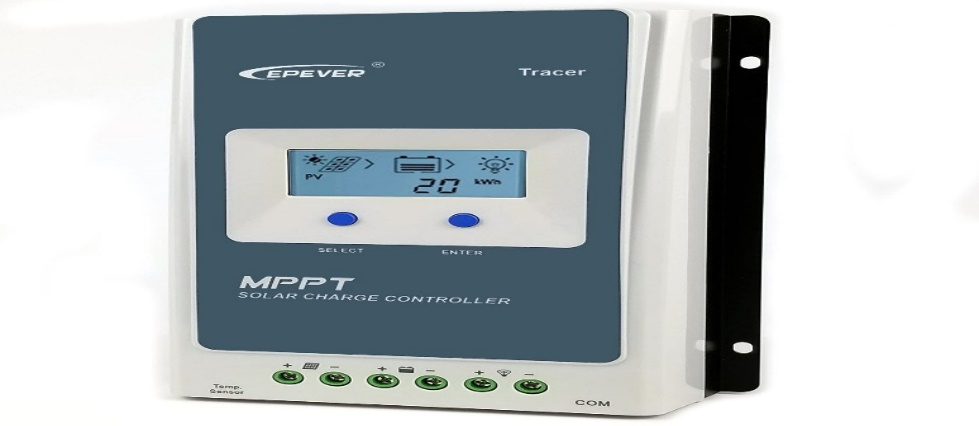 EPEVER ®
Tracer
PV
20 kWh
SELECT
ENTER
MPPT
SOLAR CHARGE CONTROLLER
+ − + − + −
Temp.
Sensor
COM